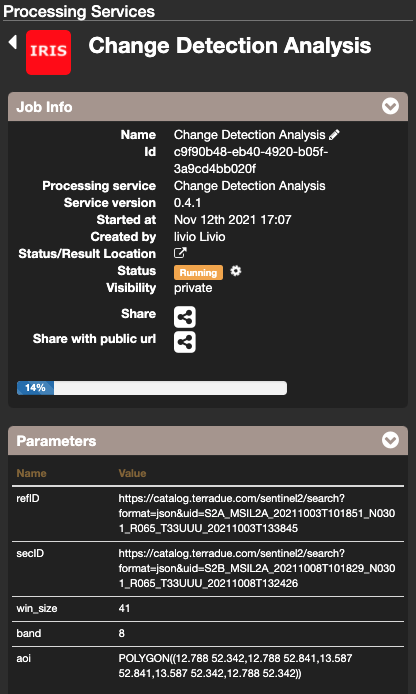 Processing Services
IRIS
Change Detection Analysis
Job Info
Name Change Detection Analysis
Id c9f90b48-eb40-4920-b05f-
3a9cd4bb020f
Processing service Change Detection Analysis
Service version 0.4.1
Started at Nov 12th 2021 17:07
Created by livio Livio
Status/Result Location
Status Running
Visibility private
Share
Share with public url
14%
Parameters
Name Value
refID https://catalog.terradue.com/sentinel2/search?
format=json&uid=S2A_MSIL2A_20211003T101851_N030
1_R065_T33UUU_20211003T133845
secID https://catalog.terradue.com/sentinel2/search?
format=json&uid=S2B_MSIL2A_20211008T101829_N030
1_R065_T33UUU_20211008T132426
win_size 41
band 8
aoi POLYGON((12.788 52.342,12.788 52.841,13.587
52.841,13.587 52.342,12.788 52.342))